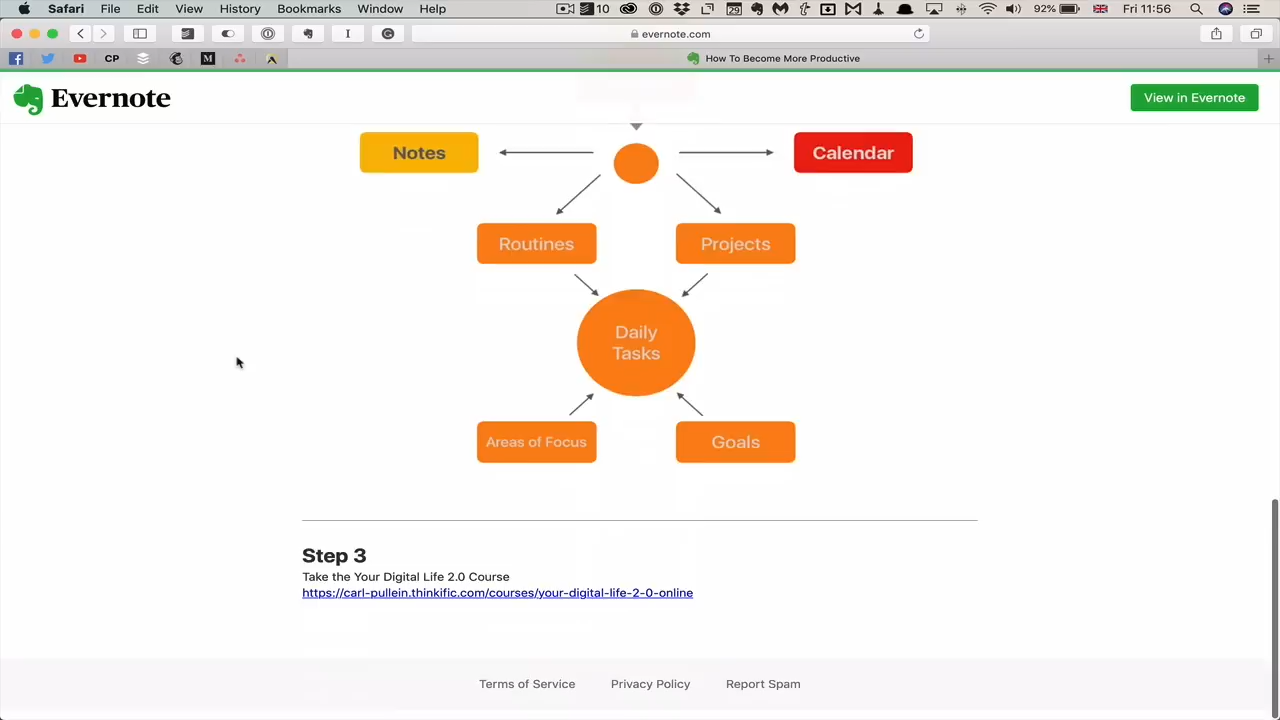 Safari File Edit View History Bookmarks Window Help 10 92% Fri 11:56
evernote.com
CP M How To Become More Productive
Evernote View in Evernote
Notes Calendar
Routines Projects
Daily
Tasks
Areas of Focus Goals
Step 3
Take the Your Digital Life 2.0 Course
https://carl-pullein.thinkific.com/courses/your-digital-life-2-0-online
Terms of Service Privacy Policy Report Spam